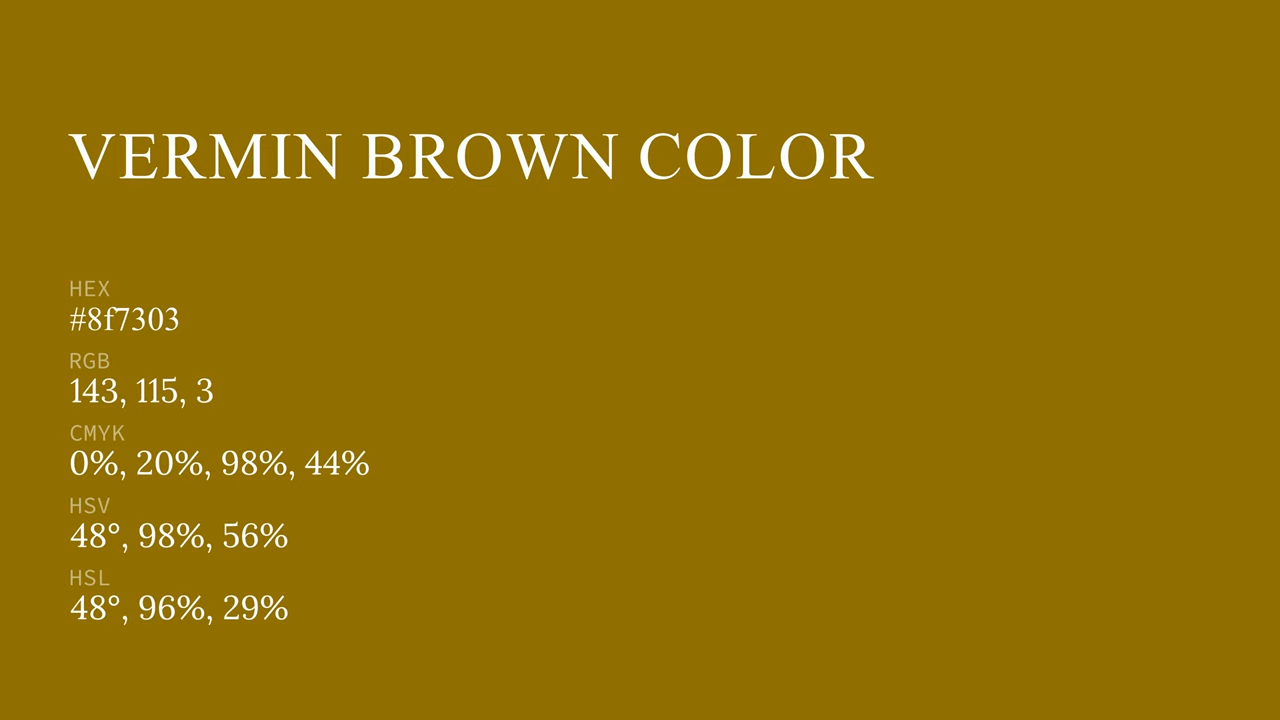 VERMIN BROWN COLOR
HEX
#8f7303
RGB
143, 115, 3
CMYK
0%, 20%, 98%, 44%
HSV
48°, 98%, 56%
HSL
48°, 96%, 29%